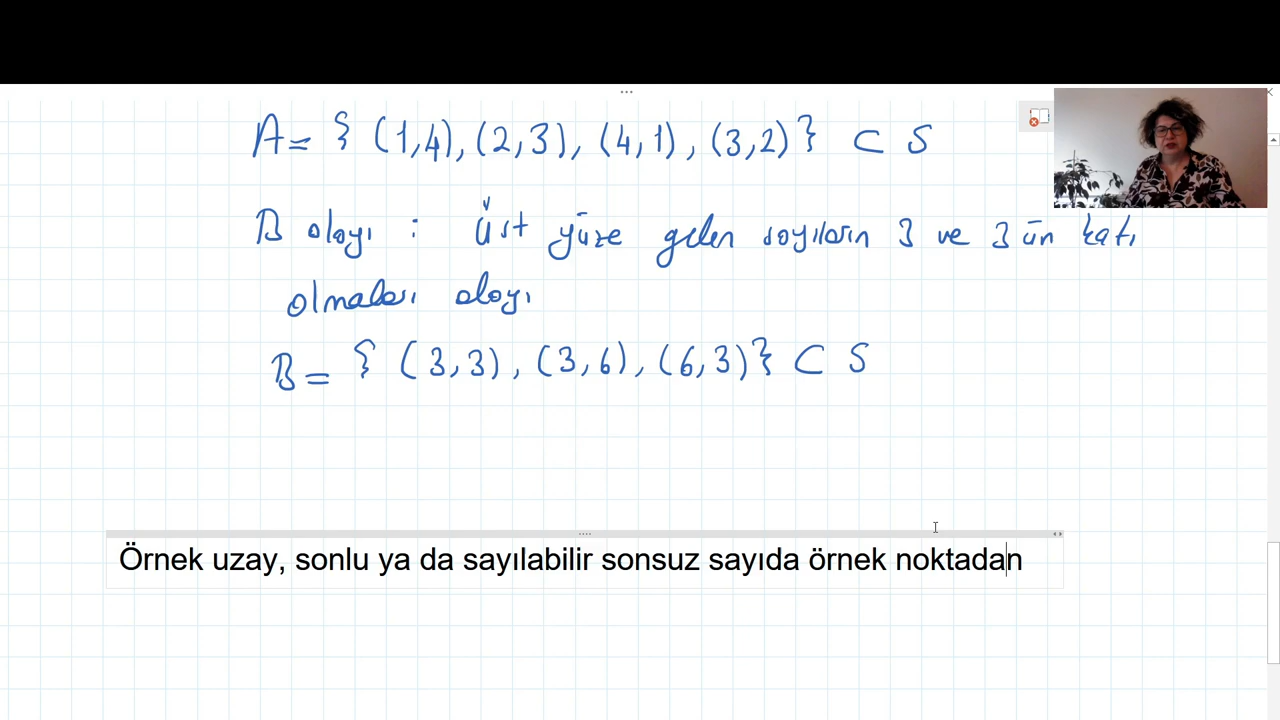 A = { (1,4), (2,3), (4,1), (3,2) } ⊂ S
B olayı : Üst yüze gelen sayıların 3 ve 3 ün katı
olmaları olayı
B = { (3,3), (3,6), (6,3) } ⊂ S
Örnek uzay, sonlu ya da sayılabilir sonsuz sayıda örnek noktadan